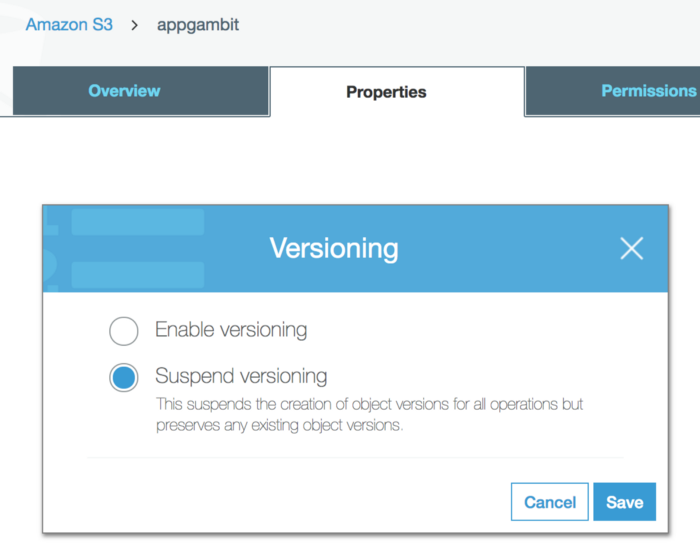 Amazon S3 > appgambit
Overview Properties Permissions
Versioning
Enable versioning
Suspend versioning
This suspends the creation of object versions for all operations but
preserves any existing object versions.
Cancel Save